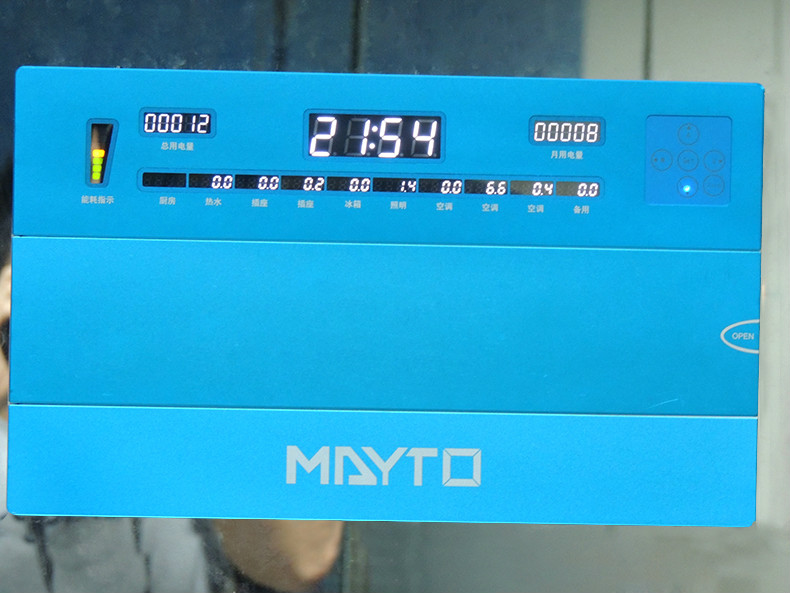 00012
总用电量
21:54
00008
月用电量
能耗指示
0.0 0.0 0.2 0.0 1.4 0.0 6.6 0.4 0.0
厨房 热水 插座 插座 冰箱 照明 空调 空调 空调 备用
OPEN
MAYTO